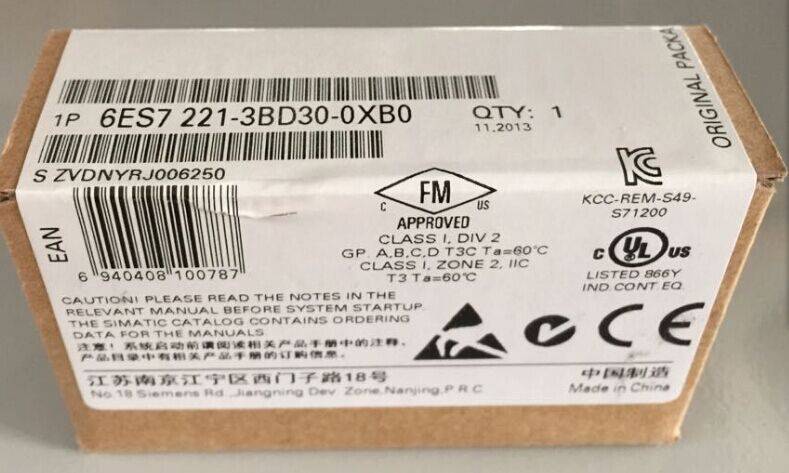 1P 6ES7 221-3BD30-0XB0
QTY: 1
11.2013
S ZVDNYRJ006250
ORIGINAL PACKA
EAN
6 940408 100787
FM
C US
APPROVED
CLASS I, DIV 2
GP. A,B,C,D T3C Ta=60°C
CLASS I, ZONE 2, IIC
T3 Ta=60°C
KC
KCC-REM-S49-
S71200
C UL US
LISTED 866Y
IND.CONT.EQ.
CAUTION! PLEASE READ THE NOTES IN THE
RELEVANT MANUAL BEFORE SYSTEM STARTUP.
THE SIMATIC CATALOG CONTAINS ORDERING
DATA FOR THE MANUALS.
注意！系统启动前请阅读相关产品手册中的注释。
产品目录中有相关产品手册的订购信息。
CE
江苏南京江宁区西门子路18号
No.18 Siemens Rd.,Jiangning Dev. Zone,Nanjing,P.R.C.
中国制造
Made in China